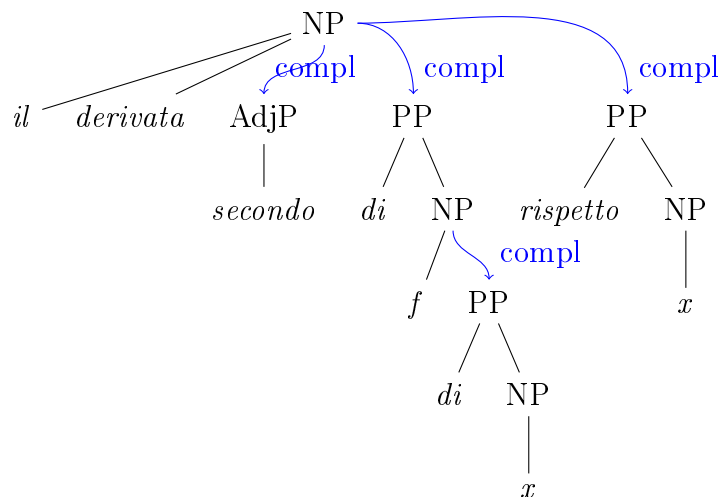 NP
compl compl compl
il derivata AdjP PP PP
secondo di NP rispetto NP
compl
f PP x
di NP
x